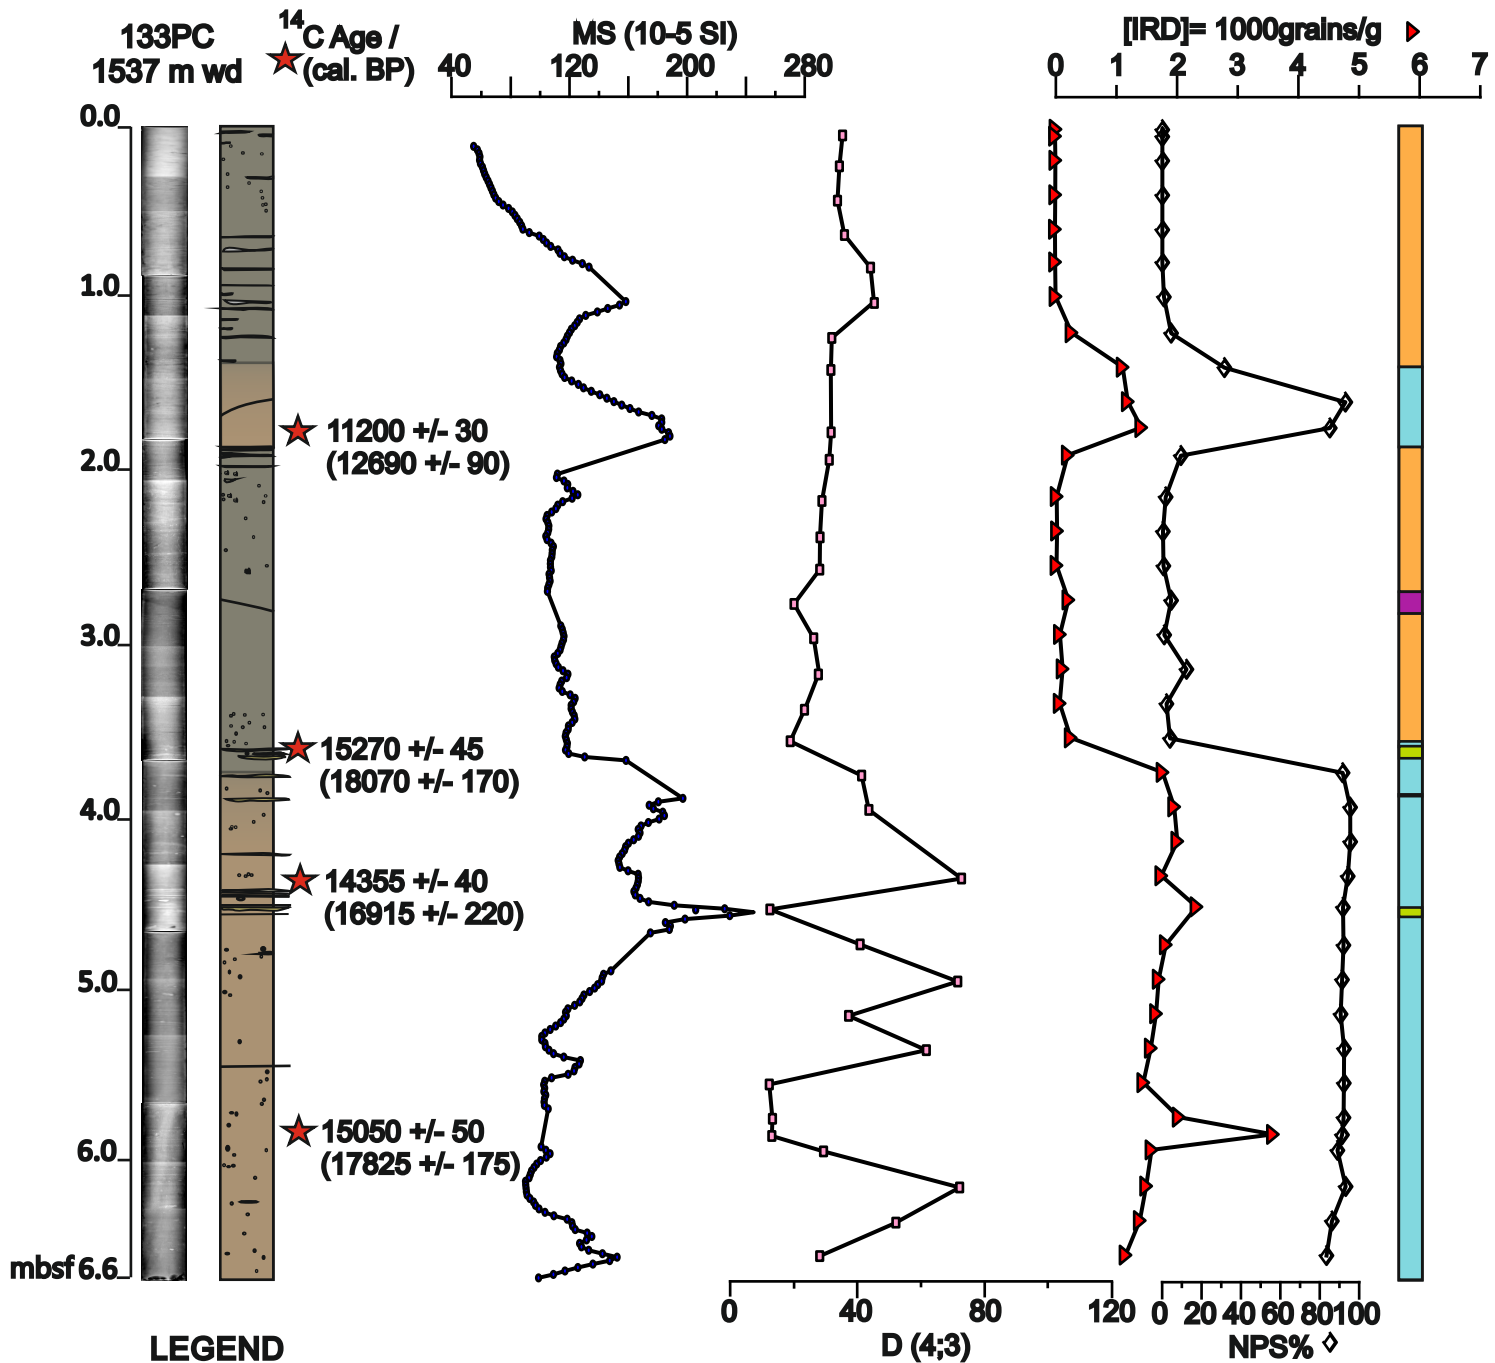 133PC
1537 m wd
14C Age /
(cal. BP)
MS (10-5 SI)
40 120 200 280
[IRD]= 1000grains/g
0 1 2 3 4 5 6 7
0.0
1.0
11200 +/- 30
(12690 +/- 90)
2.0
3.0
15270 +/- 45
(18070 +/- 170)
4.0
14355 +/- 40
(16915 +/- 220)
5.0
15050 +/- 50
(17825 +/- 175)
6.0
mbsf 6.6
0 40 80 120
D (4;3)
0 20 40 60 80 100
NPS%
LEGEND